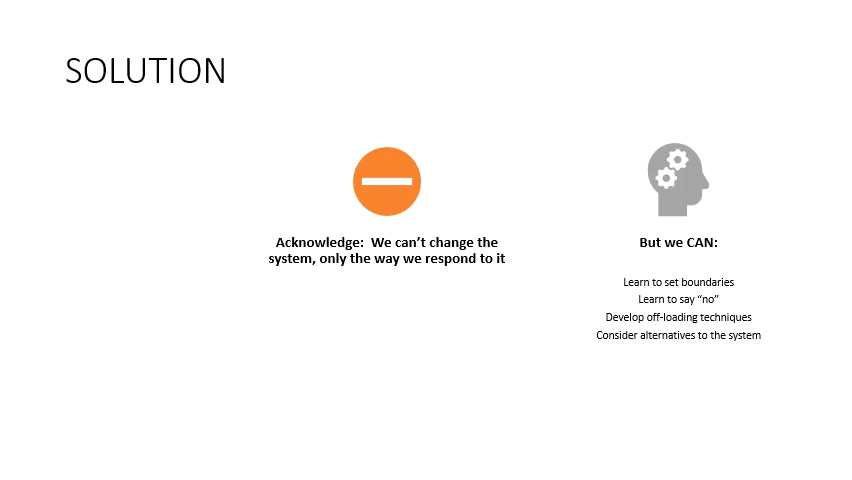 SOLUTION
Acknowledge:  We can’t change the
system, only the way we respond to it
But we CAN:
Learn to set boundaries
Learn to say “no”
Develop off-loading techniques
Consider alternatives to the system